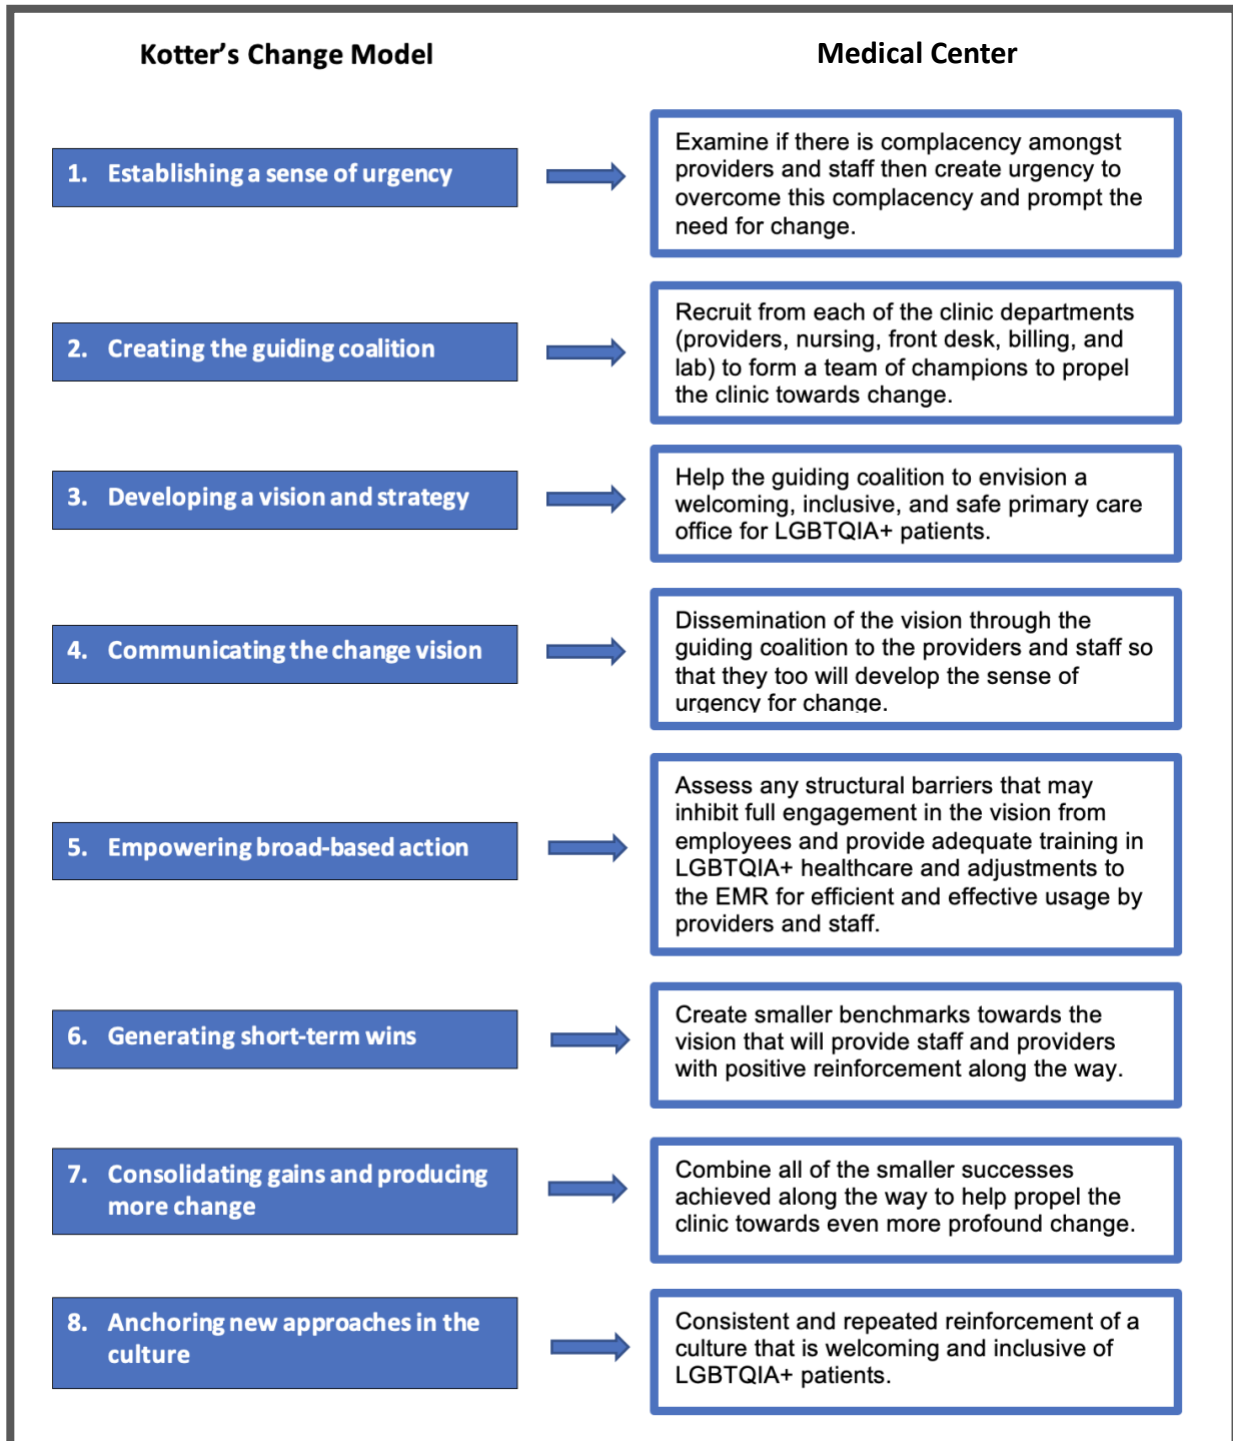 Kotter's Change Model
Medical Center
1. Establishing a sense of urgency
Examine if there is complacency amongst
providers and staff then create urgency to
overcome this complacency and prompt the
need for change.
2. Creating the guiding coalition
Recruit from each of the clinic departments
(providers, nursing, front desk, billing, and
lab) to form a team of champions to propel
the clinic towards change.
3. Developing a vision and strategy
Help the guiding coalition to envision a
welcoming, inclusive, and safe primary care
office for LGBTQIA+ patients.
4. Communicating the change vision
Dissemination of the vision through the
guiding coalition to the providers and staff so
that they too will develop the sense of
urgency for change.
5. Empowering broad-based action
Assess any structural barriers that may
inhibit full engagement in the vision from
employees and provide adequate training in
LGBTQIA+ healthcare and adjustments to
the EMR for efficient and effective usage by
providers and staff.
6. Generating short-term wins
Create smaller benchmarks towards the
vision that will provide staff and providers
with positive reinforcement along the way.
7. Consolidating gains and producing
more change
Combine all of the smaller successes
achieved along the way to help propel the
clinic towards even more profound change.
8. Anchoring new approaches in the
culture
Consistent and repeated reinforcement of a
culture that is welcoming and inclusive of
LGBTQIA+ patients.